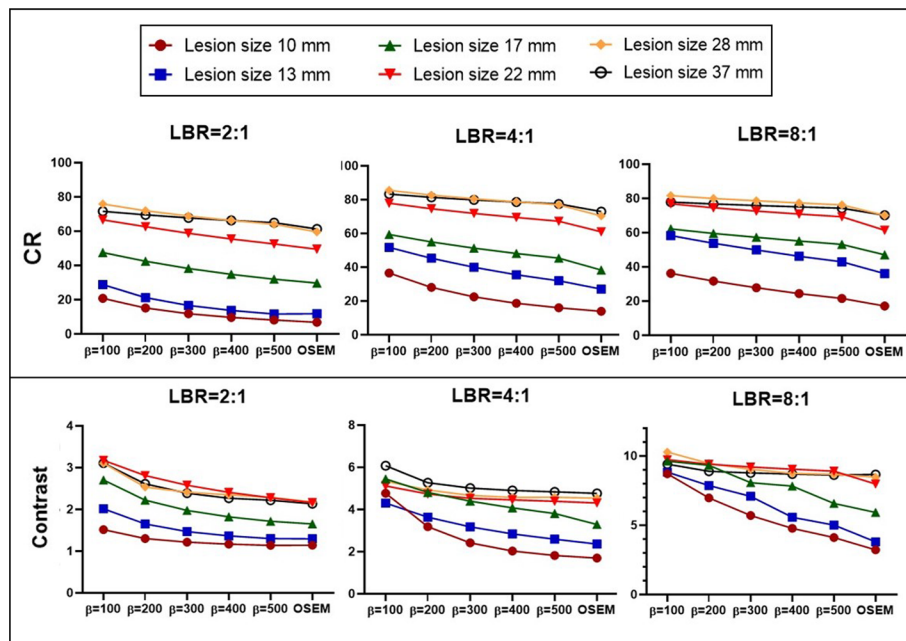 Lesion size 10 mm Lesion size 17 mm Lesion size 28 mm
Lesion size 13 mm Lesion size 22 mm Lesion size 37 mm
LBR=2:1 LBR=4:1 LBR=8:1
CR
100 80 60 40 20 0
β=100 β=200 β=300 β=400 β=500 OSEM
.00 80 60 40 20 0
β=100 β=200 β=300 β=400 β=500 OSEM
100 80 60 40 20 0
β=100 β=200 β=300 β=400 β=500 OSEM
LBR=2:1 LBR=4:1 LBR=8:1
Contrast
4 3 2 1 0
β=100 β=200 β=300 β=400 β=500 OSEM
8 6 4 2 0
β=100 β=200 β=300 β=400 β=500 OSEM
10 5 0
β=100 β=200 β=300 β=400 β=500 OSEM